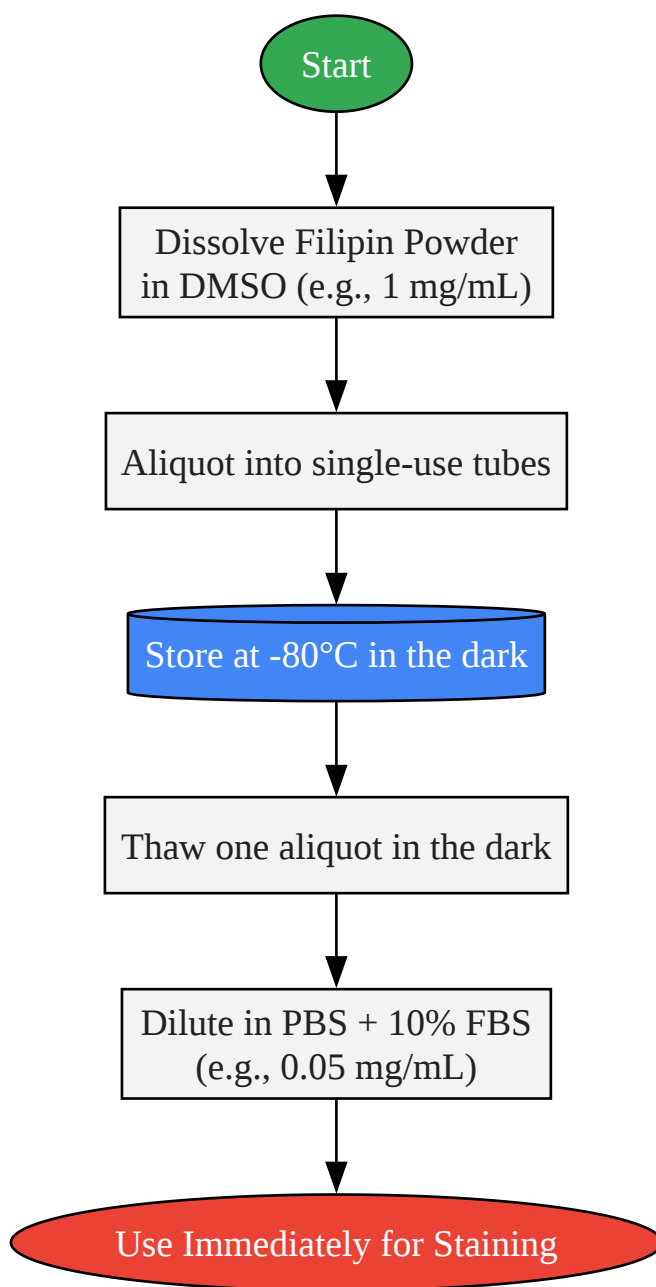 Start
Dissolve Filipin Powder
in DMSO (e.g., 1 mg/mL)
Aliquot into single-use tubes
Store at -80°C in the dark
Thaw one aliquot in the dark
Dilute in PBS + 10% FBS
(e.g., 0.05 mg/mL)
Use Immediately for Staining